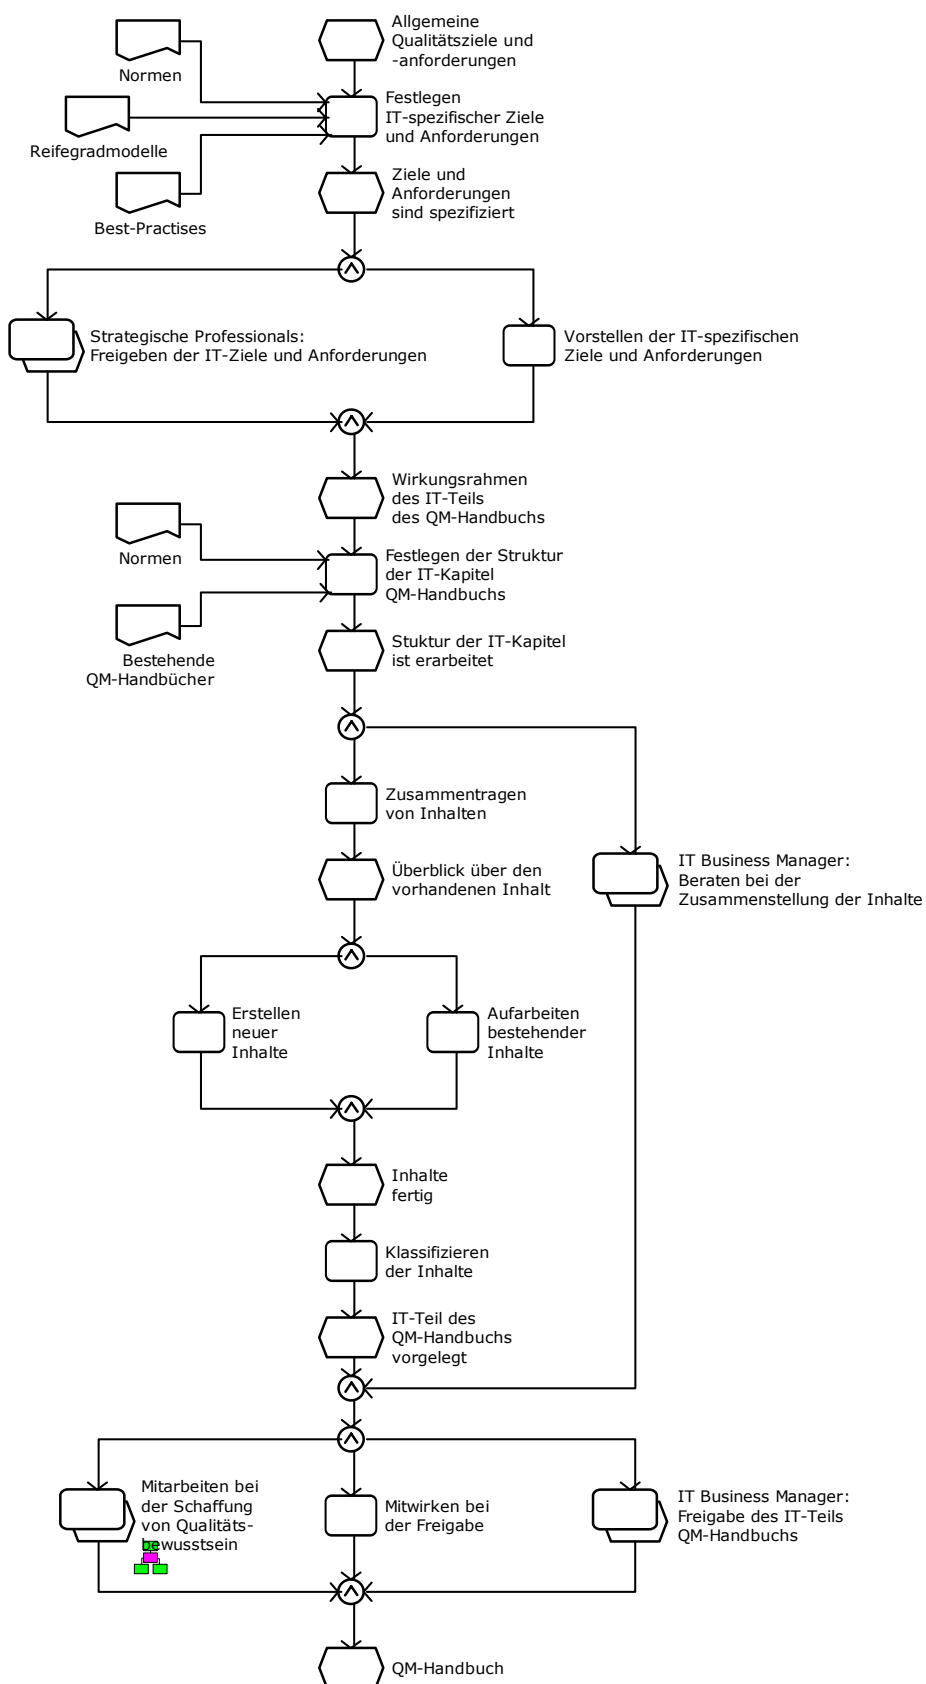 Allgemeine
Qualitätsziele und
-anforderungen
Normen
Festlegen
IT-spezifischer Ziele
und Anforderungen
Reifegradmodelle
Ziele und
Anforderungen
sind spezifiziert
Best-Practises
Strategische Professionals:
Freigeben der IT-Ziele und Anforderungen
Vorstellen der IT-spezifischen
Ziele und Anforderungen
Wirkungsrahmen
des IT-Teils
des QM-Handbuchs
Normen
Festlegen der Struktur
der IT-Kapitel
QM-Handbuchs
Bestehende
QM-Handbücher
Stuktur der IT-Kapitel
ist erarbeitet
Zusammentragen
von Inhalten
IT Business Manager:
Beraten bei der
Zusammenstellung der Inhalte
Überblick über den
vorhandenen Inhalt
Erstellen
neuer
Inhalte
Aufarbeiten
bestehender
Inhalte
Inhalte
fertig
Klassifizieren
der Inhalte
IT-Teil des
QM-Handbuchs
vorgelegt
Mitarbeiten bei
der Schaffung
von Qualitäts-
bewusstsein
Mitwirken bei
der Freigabe
IT Business Manager:
Freigabe des IT-Teils
QM-Handbuchs
QM-Handbuch